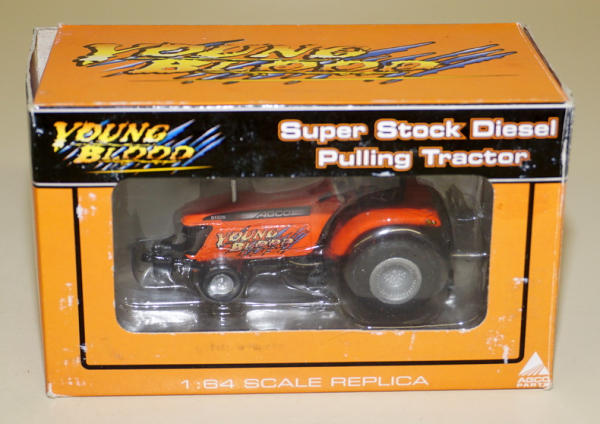 YOUNG
BLOOD
YOUNG
BLOOD
Super Stock Diesel
Pulling Tractor
AGCO
YOUNG
BLOOD
1:64 SCALE REPLICA
AGCO
PARTS